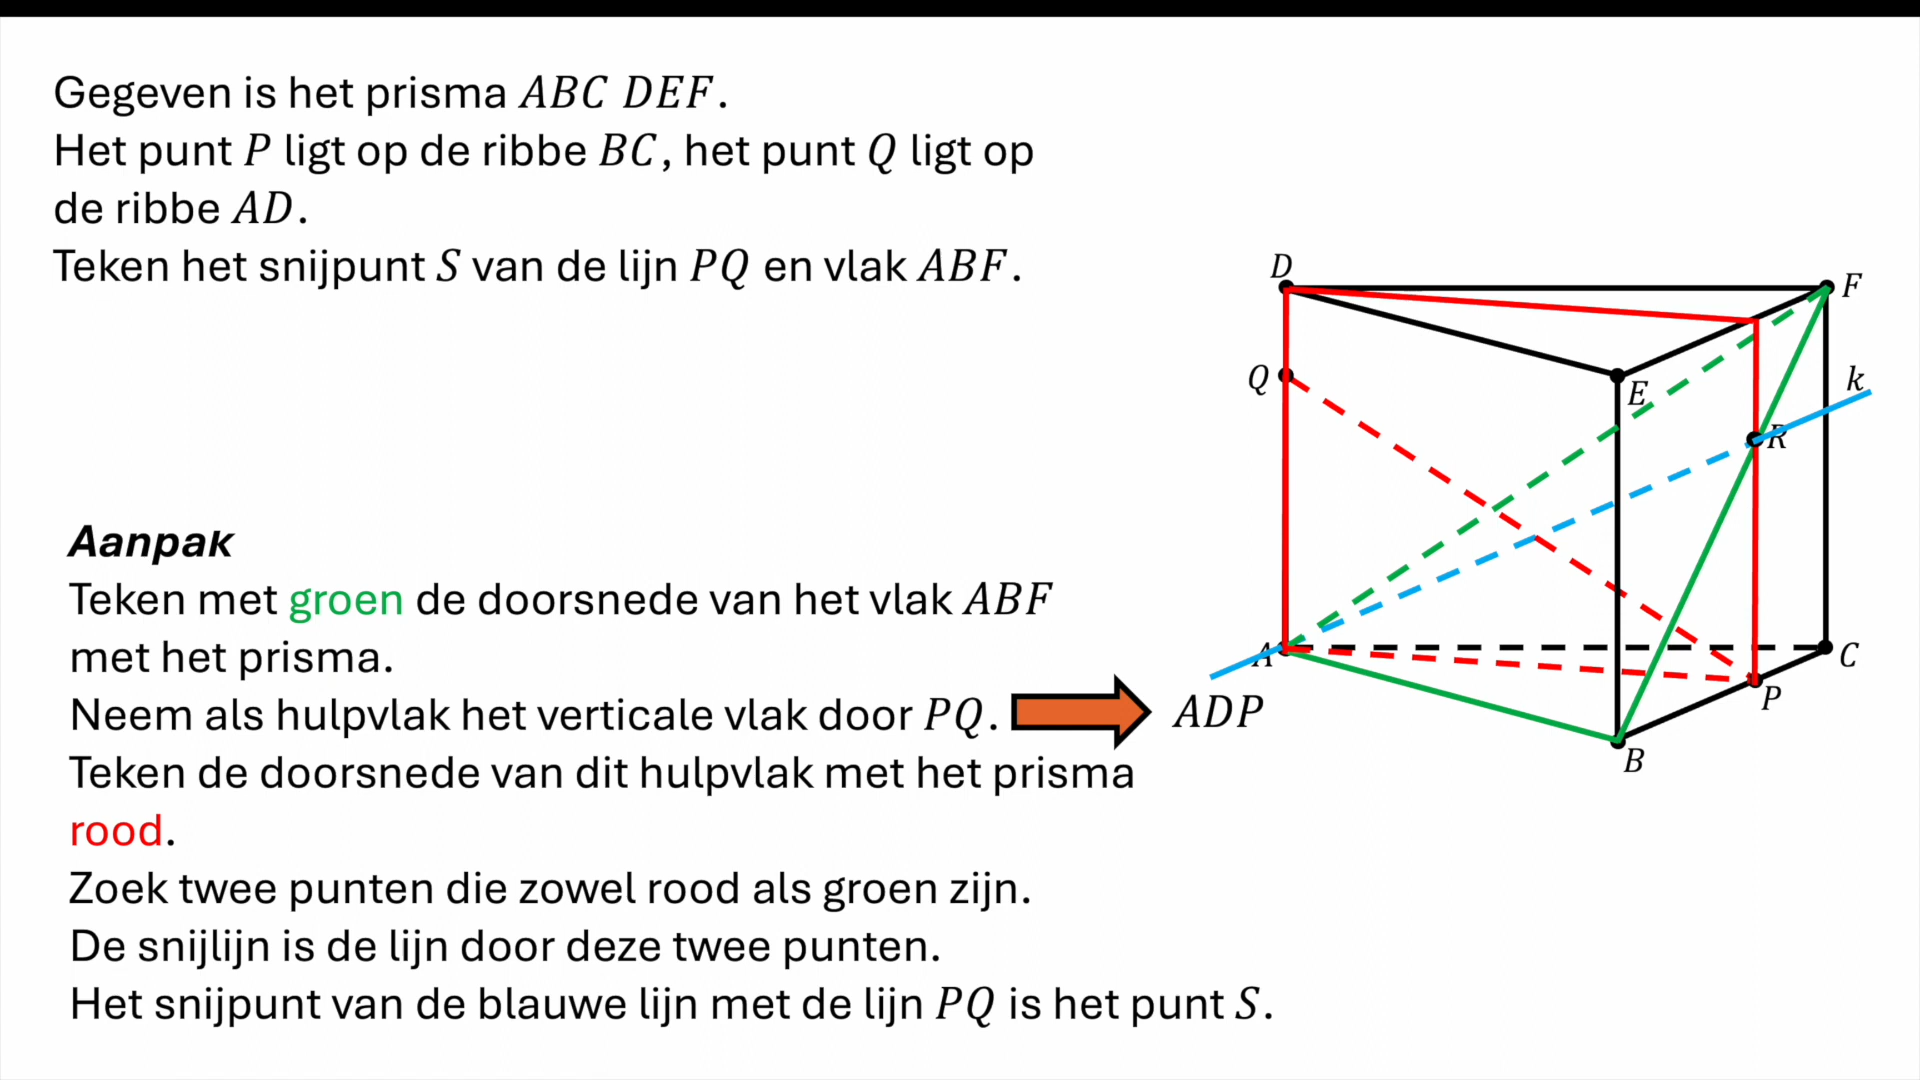 Gegeven is het prisma ABC DEF.
Het punt P ligt op de ribbe BC, het punt Q ligt op
de ribbe AD.
Teken het snijpunt S van de lijn PQ en vlak ABF.
D
F
Q
E
k
R
A
C
P
B
Aanpak
Teken met groen de doorsnede van het vlak ABF
met het prisma.
Neem als hulpvlak het verticale vlak door PQ.
ADP
Teken de doorsnede van dit hulpvlak met het prisma
rood.
Zoek twee punten die zowel rood als groen zijn.
De snijlijn is de lijn door deze twee punten.
Het snijpunt van de blauwe lijn met de lijn PQ is het punt S.